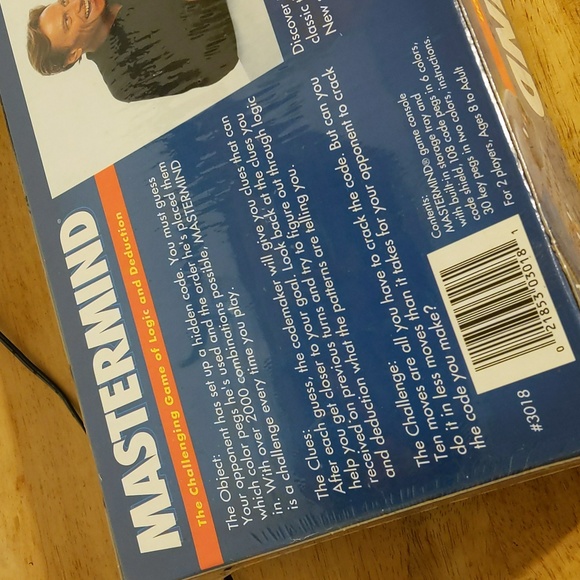 MASTERMIND®
The Challenging Game of Logic and Deduction
The Object:
Your opponent has set up a hidden code. You must guess
which color pegs he's used and the order he's placed them
in. With over 2000 combinations possible, MASTERMIND
is a challenge every time you play.
The Clues:
After each guess, the codemaker will give you clues that can
help you get closer to your goal. Look back at the clues you
received on previous turns and try to figure out through logic
and deduction what the patterns are telling you.
The Challenge:
Ten moves are all you have to crack the code. But can you
do it in less moves than it takes for your opponent to crack
the code you make?
Discover
classic
New
Contents:
MASTERMIND® game console
with built-in storage tray and
shield, 108 code pegs in 6 colors,
30 key pegs in two colors, instructions.
For 2 players, Ages 8 to Adult
0 21853 03018 1
#3018
ND